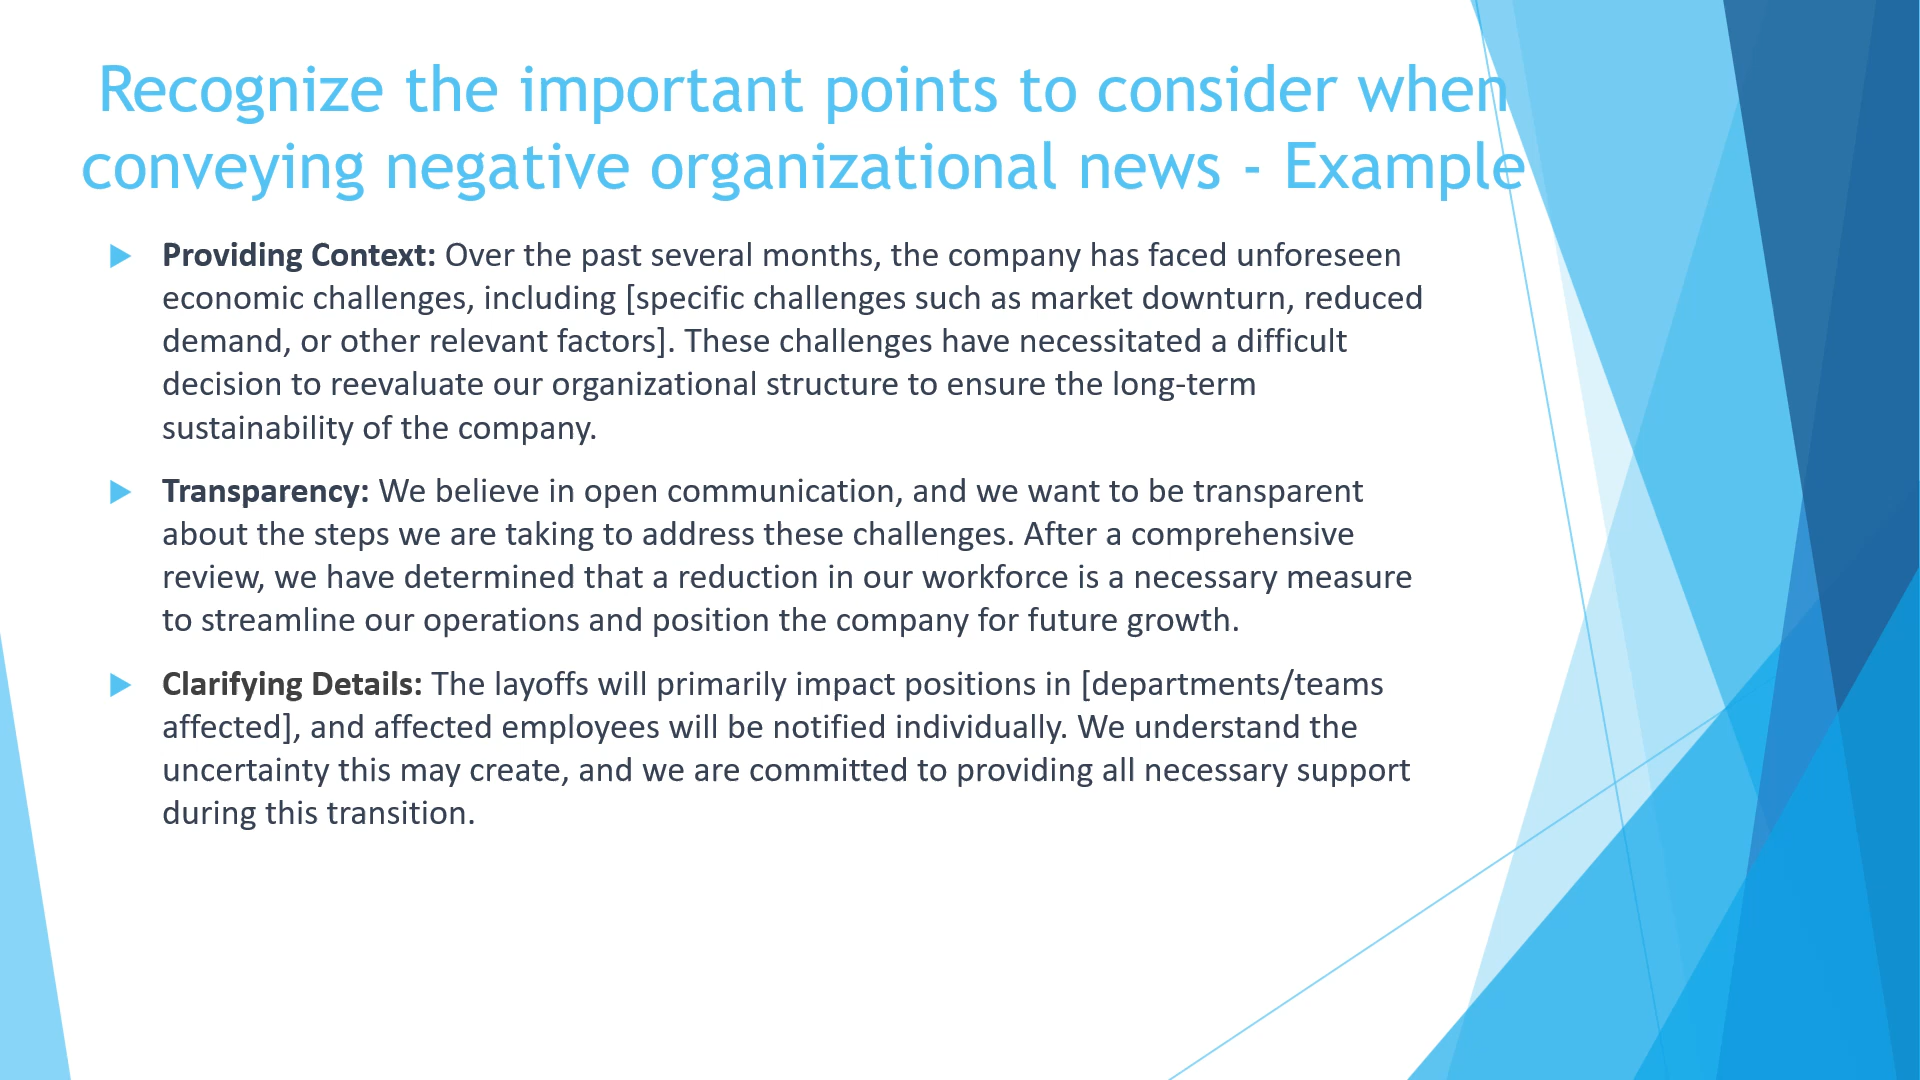 Recognize the important points to consider when
conveying negative organizational news - Example
Providing Context: Over the past several months, the company has faced unforeseen
economic challenges, including [specific challenges such as market downturn, reduced
demand, or other relevant factors]. These challenges have necessitated a difficult
decision to reevaluate our organizational structure to ensure the long-term
sustainability of the company.
Transparency: We believe in open communication, and we want to be transparent
about the steps we are taking to address these challenges. After a comprehensive
review, we have determined that a reduction in our workforce is a necessary measure
to streamline our operations and position the company for future growth.
Clarifying Details: The layoffs will primarily impact positions in [departments/teams
affected], and affected employees will be notified individually. We understand the
uncertainty this may create, and we are committed to providing all necessary support
during this transition.